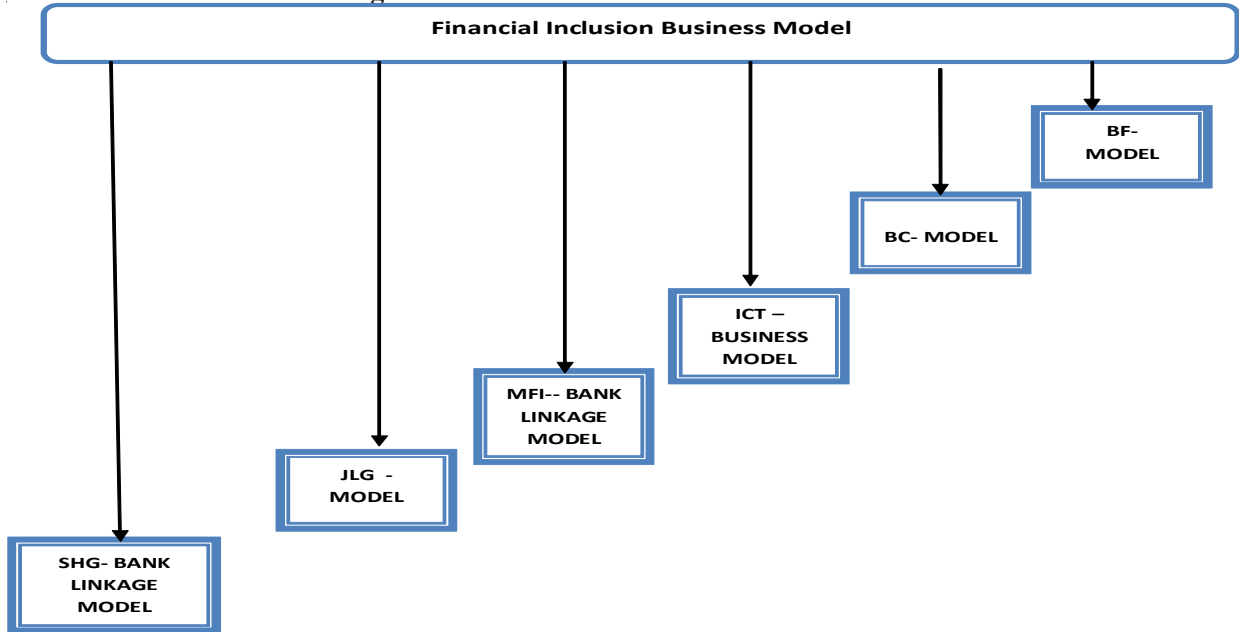 Financial Inclusion Business Model
BF-
MODEL
BC- MODEL
ICT –
BUSINESS
MODEL
MFI-- BANK
LINKAGE
MODEL
JLG -
MODEL
SHG- BANK
LINKAGE
MODEL